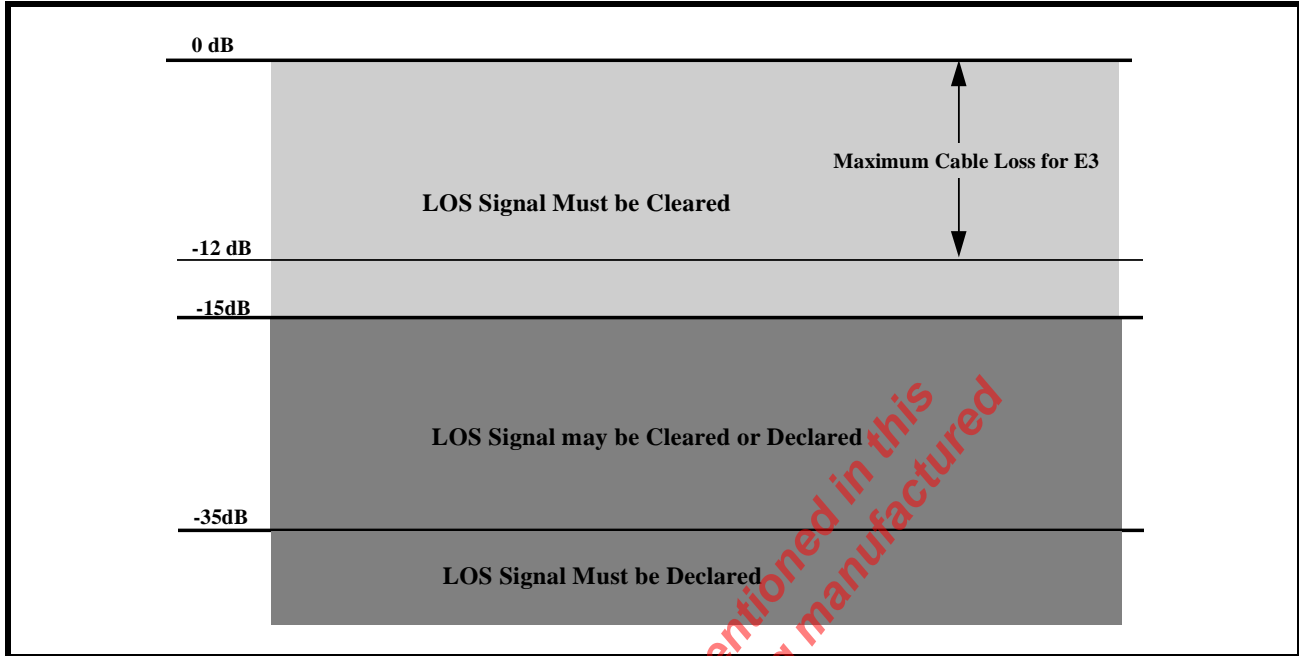 0 dB
Maximum Cable Loss for E3
LOS Signal Must be Cleared
-12 dB
-15dB
LOS Signal may be Cleared or Declared
-35dB
LOS Signal Must be Declared
mentioned in this
manufactured